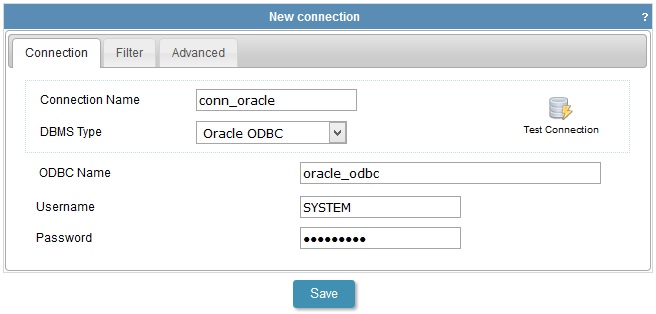 New connection ?
Connection Filter Advanced
Connection Name conn_oracle
DBMS Type Oracle ODBC
Test Connection
ODBC Name oracle_odbc
Username SYSTEM
Password •••••••••
Save